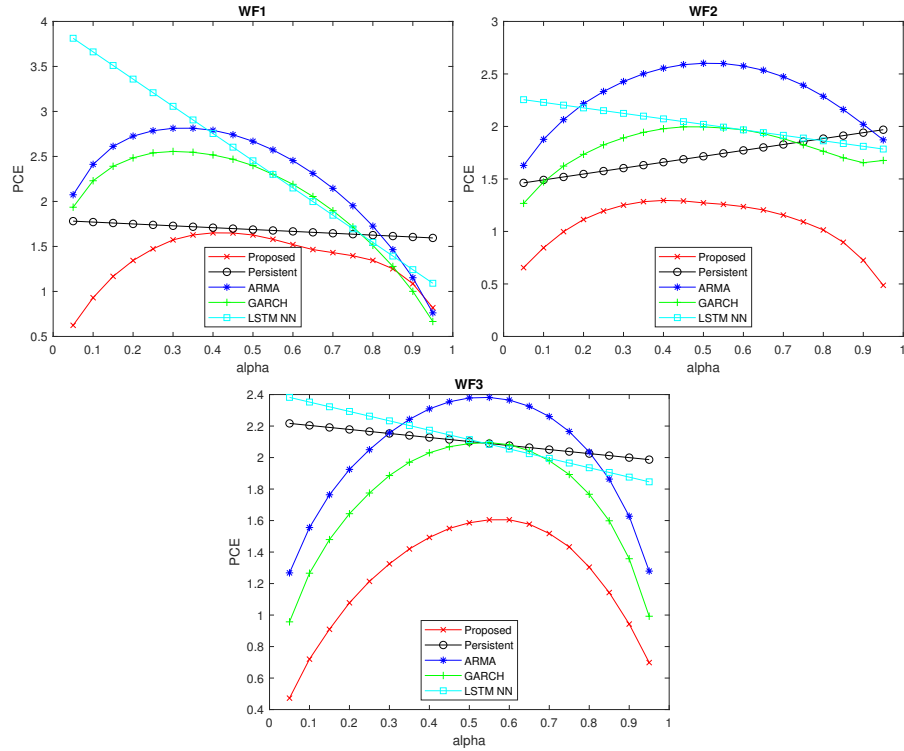 WF1
4
3.5
3
2.5
2
1.5
1
0.5
PCE
0 0.1 0.2 0.3 0.4 0.5 0.6 0.7 0.8 0.9 1
alpha
Proposed
Persistent
ARMA
GARCH
LSTM NN
WF2
3
2.5
2
1.5
1
0.5
0
PCE
0 0.1 0.2 0.3 0.4 0.5 0.6 0.7 0.8 0.9 1
alpha
Proposed
Persistent
ARMA
GARCH
LSTM NN
WF3
2.4
2.2
2
1.8
1.6
1.4
1.2
1
0.8
0.6
0.4
PCE
0 0.1 0.2 0.3 0.4 0.5 0.6 0.7 0.8 0.9 1
alpha
Proposed
Persistent
ARMA
GARCH
LSTM NN